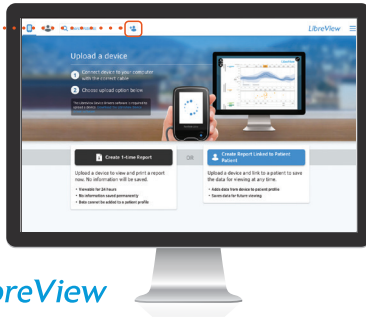 LibreView
Upload a device
1 Connect device to your computer
with the correct cable
2 Choose upload option below
Create 1-time Report
OR
Create Report Linked to Patient
Patient
Upload a device to view and print a report
now. No information will be saved.
• Viewable for 24 hours
• No information saved permanently
• Data cannot be added to a patient profile
Upload a device and link to a patient to save
the data for viewing at any time.
• Adds data from device to patient profile
• Saves data for future viewing
breView